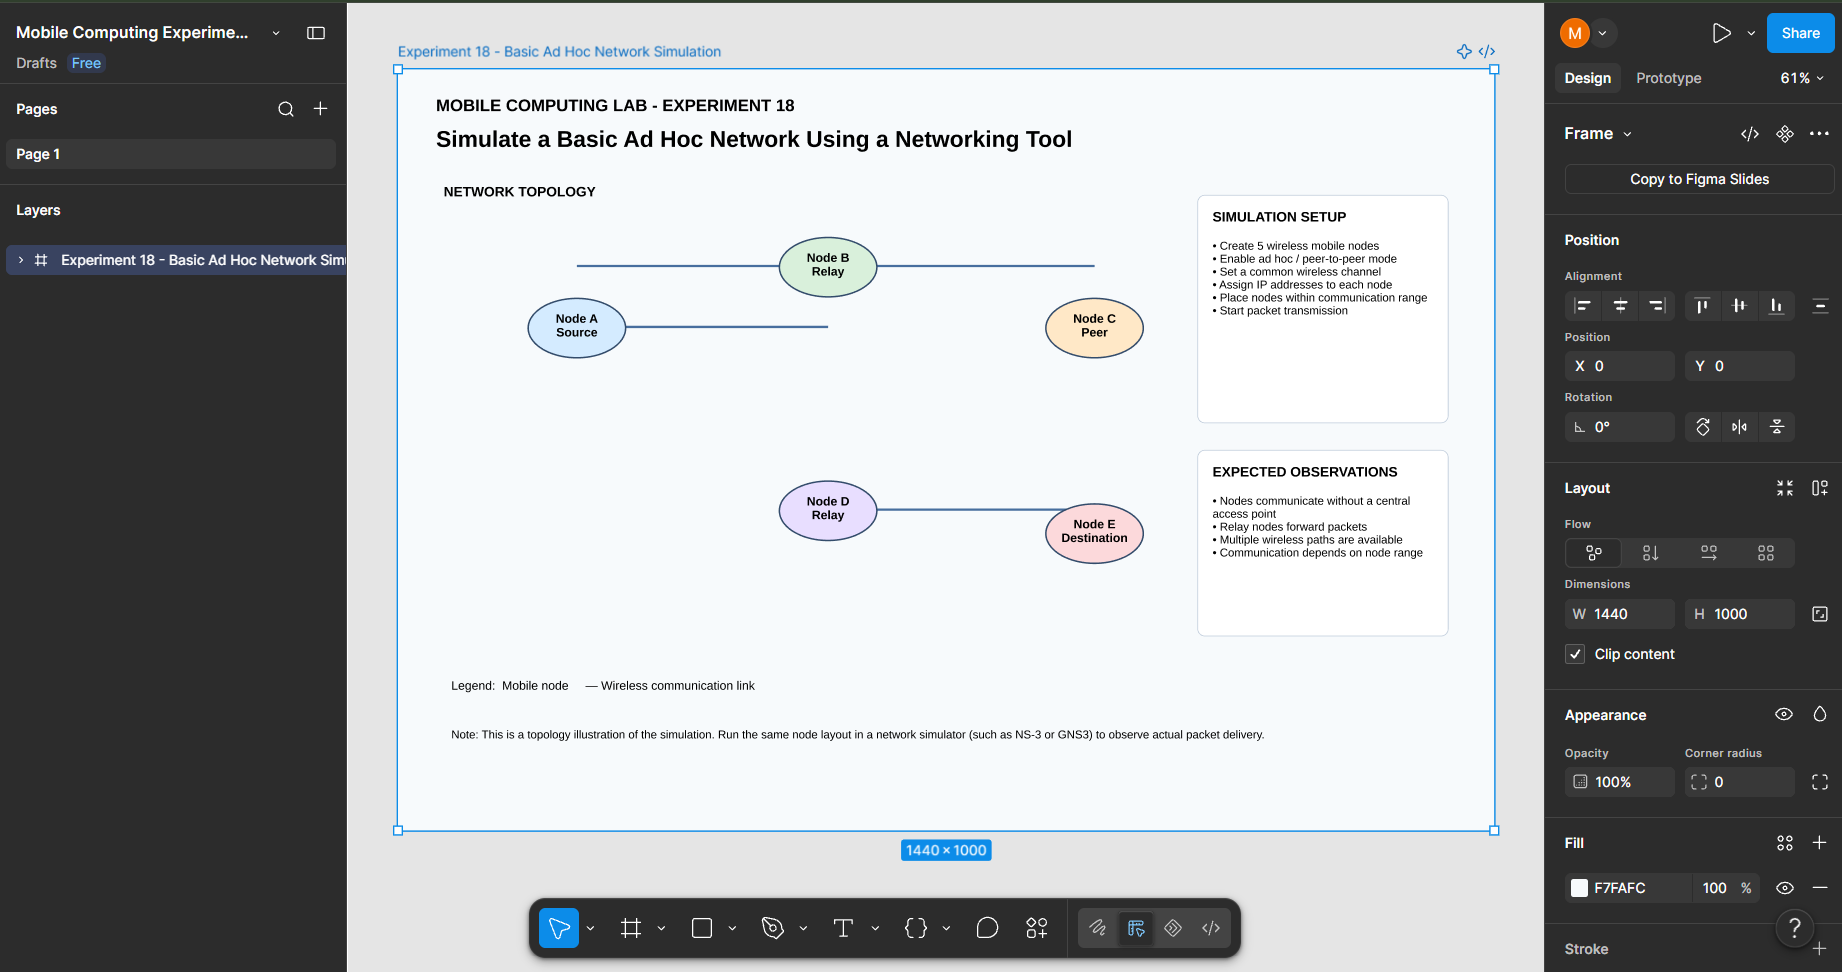 Mobile Computing Experime...
Drafts Free
Pages
Page 1
Layers
Experiment 18 - Basic Ad Hoc Network Simu
Experiment 18 - Basic Ad Hoc Network Simulation
MOBILE COMPUTING LAB - EXPERIMENT 18
Simulate a Basic Ad Hoc Network Using a Networking Tool
NETWORK TOPOLOGY
Node B
Relay
Node A
Source
Node C
Peer
Node D
Relay
Node E
Destination
SIMULATION SETUP
• Create 5 wireless mobile nodes
• Enable ad hoc / peer-to-peer mode
• Set a common wireless channel
• Assign IP addresses to each node
• Place nodes within communication range
• Start packet transmission
EXPECTED OBSERVATIONS
• Nodes communicate without a central
access point
• Relay nodes forward packets
• Multiple wireless paths are available
• Communication depends on node range
Legend: Mobile node — Wireless communication link
Note: This is a topology illustration of the simulation. Run the same node layout in a network simulator (such as NS-3 or GNS3) to observe actual packet delivery.
1440 × 1000
M
Share
Design Prototype 61%
Frame
Copy to Figma Slides
Position
Alignment
Position
X 0 Y 0
Rotation
0°
Layout
Flow
Dimensions
W 1440 H 1000
Clip content
Appearance
Opacity Corner radius
100% 0
Fill
F7FAFC 100 %
?
Stroke